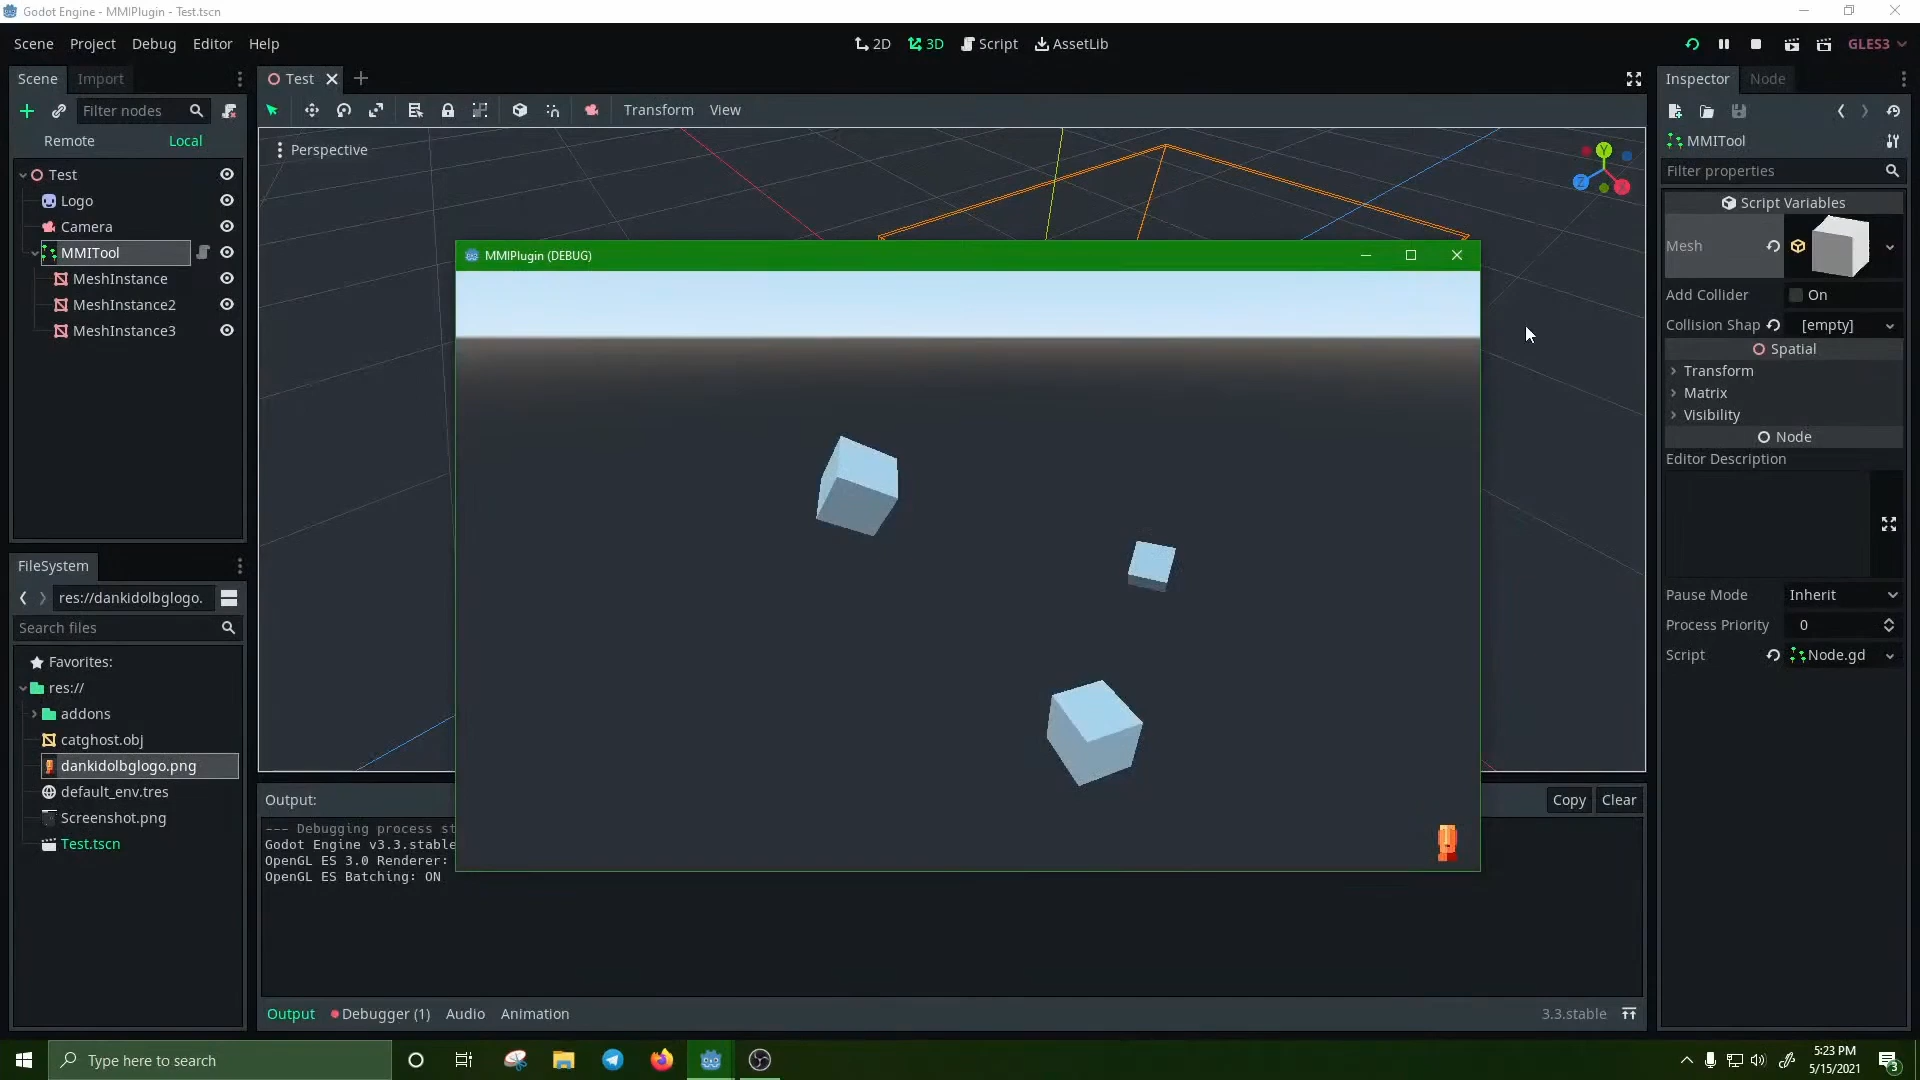 Godot Engine - MMIPlugin - Test.tscn
Scene Project Debug Editor Help
2D 3D Script AssetLib
GLES3
Scene Import
Test
Inspector Node
Filter nodes
Transform View
Remote Local
MMITool
Perspective
Filter properties
Test
Logo
Camera
MMITool
MeshInstance
MeshInstance2
MeshInstance3
Y
Z
Script Variables
Mesh
Add Collider On
Collision Shap [empty]
Spatial
Transform
Matrix
Visibility
Node
Editor Description
Pause Mode Inherit
Process Priority 0
Script Node.gd
MMIPlugin (DEBUG)
FileSystem
res://dankidolbglogo.
Search files
Favorites:
res://
addons
catghost.obj
dankidolbglogo.png
default_env.tres
Screenshot.png
Test.tscn
Output:
Copy Clear
--- Debugging process st
Godot Engine v3.3.stable
OpenGL ES 3.0 Renderer:
OpenGL ES Batching: ON
Output Debugger (1) Audio Animation
3.3.stable
Type here to search
5:23 PM
5/15/2021
3